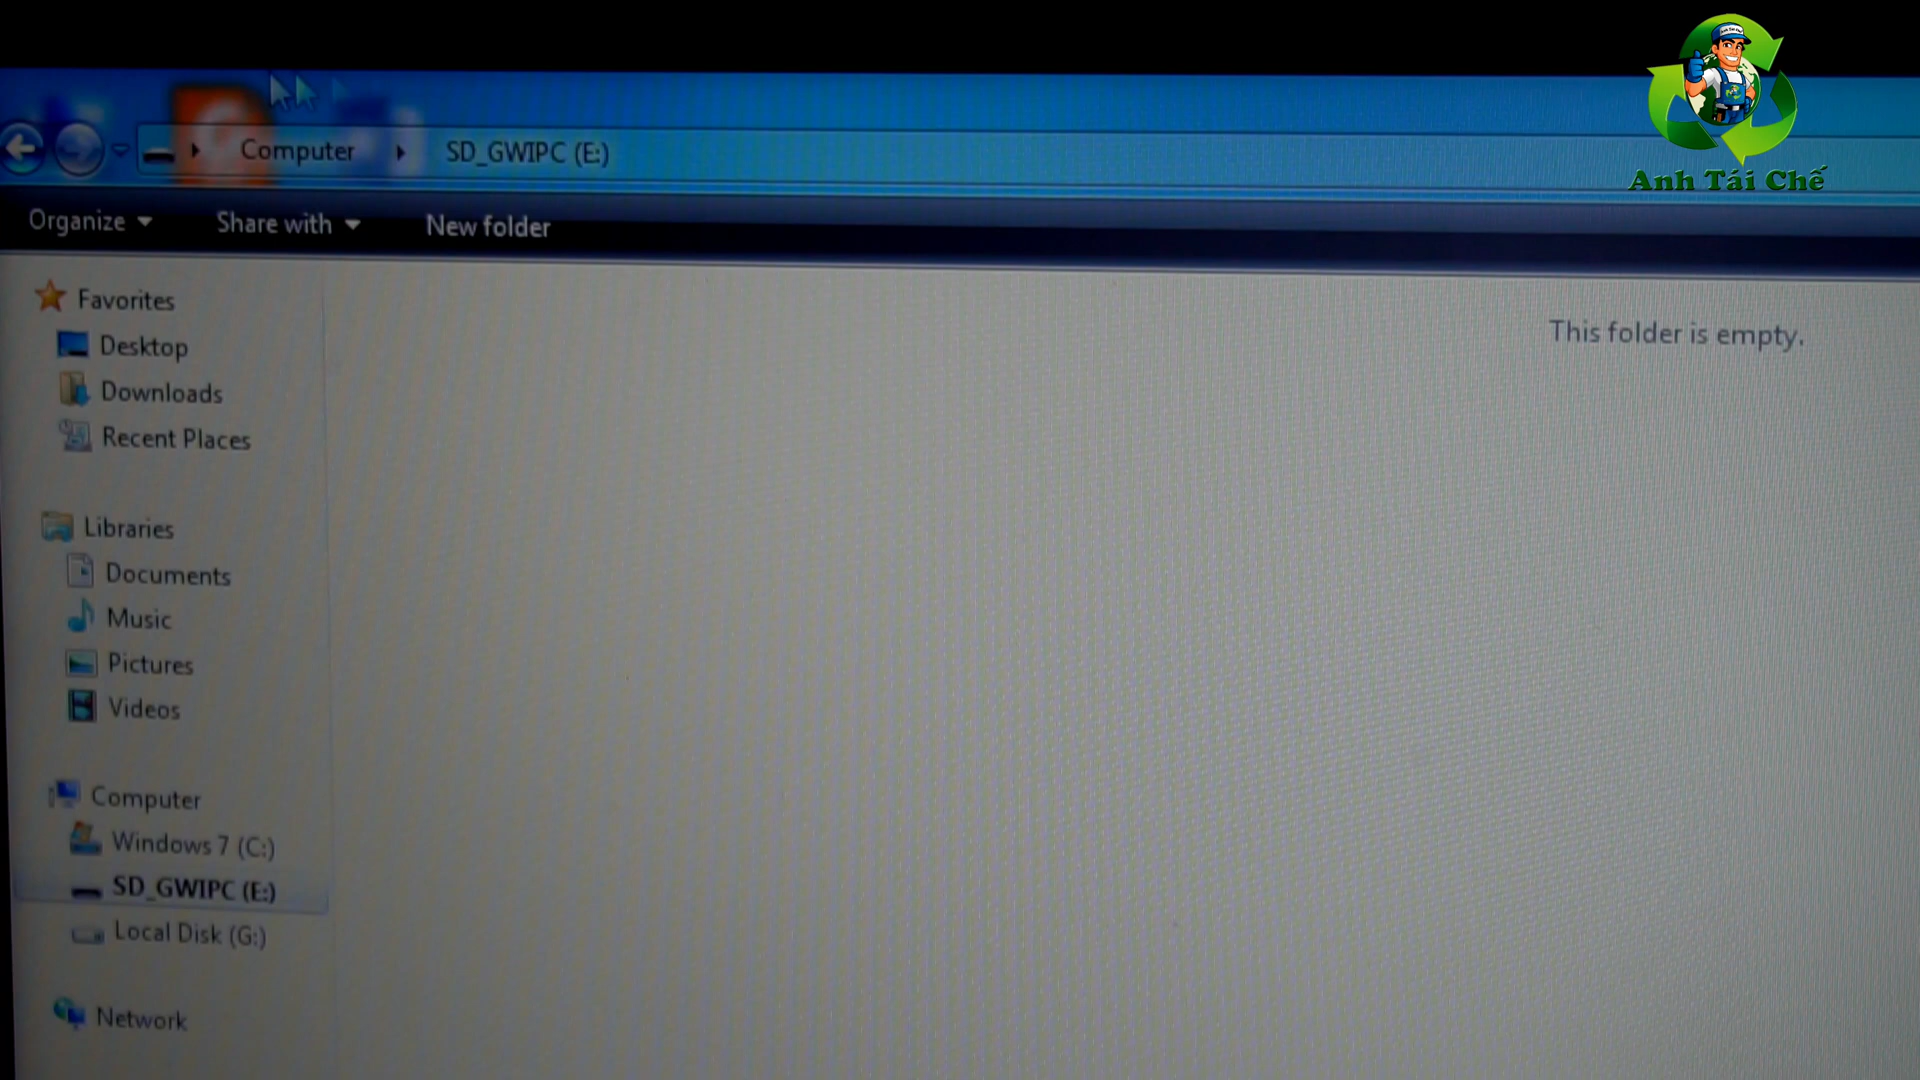 Anh Tái Chế
Computer
SD_GWIPC (E:)
Organize
Share with
New folder
Favorites
Desktop
Downloads
Recent Places
Libraries
Documents
Music
Pictures
Videos
Computer
Windows 7 (C:)
SD_GWIPC (E:)
Local Disk (G:)
Network
This folder is empty.